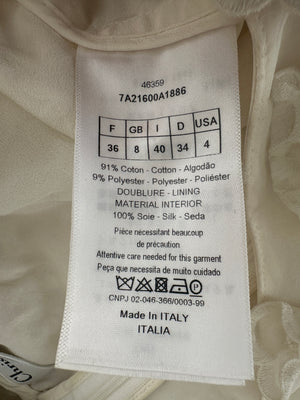 46359
7A21600A1886
F GB I D USA
36 8 40 34 4
91% Coton - Cotton - Algodão
9% Polyester - Polyester - Poliéster
DOUBLURE - LINING
MATERIAL INTERIOR
100% Soie - Silk - Seda
Pièce nécessitant beaucoup
de précaution
Attentive care needed for this garment
Peça que necessita de muito cuidado
CNPJ 02-046-366/0003-99
Made In ITALY
ITALIA
Chris